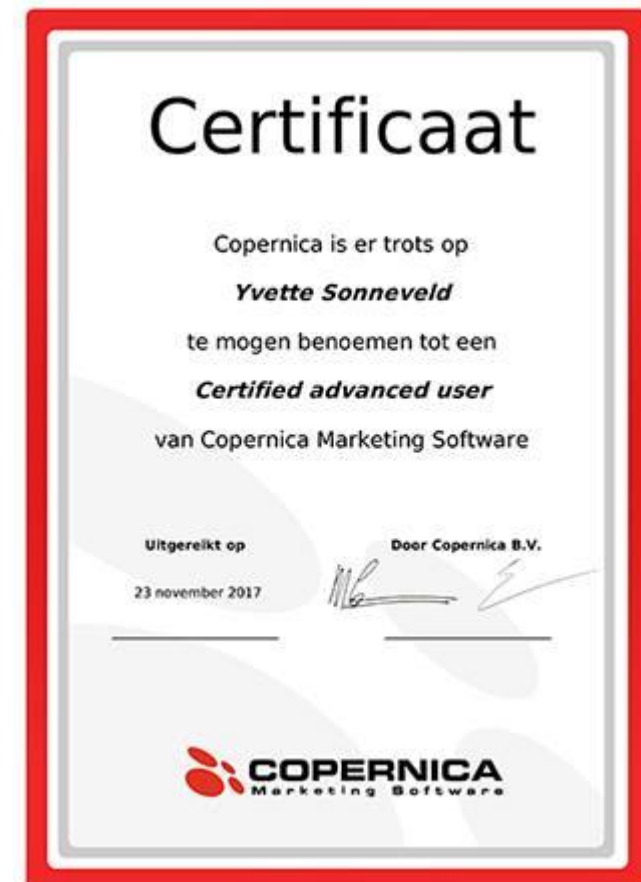 Certificaat
Copernica is er trots op
Yvette Sonneveld
te mogen benoemen tot een
Certified advanced user
van Copernica Marketing Software
Uitgereikt op
Door Copernica B.V.
23 november 2017
COPERNICA
Marketing Software